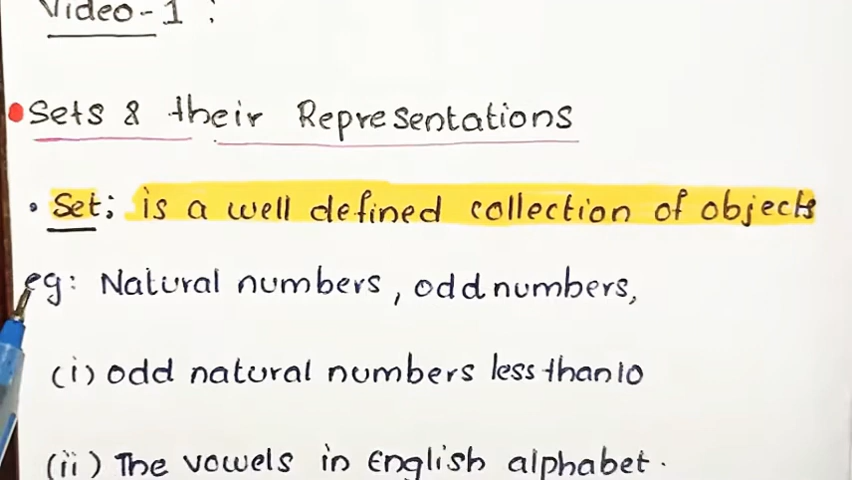 Video-1 :
Sets & their Representations
• Set; is a well defined collection of objects
eg: Natural numbers, odd numbers,
(i) odd natural numbers less than 10
(ii) The vowels in English alphabet.